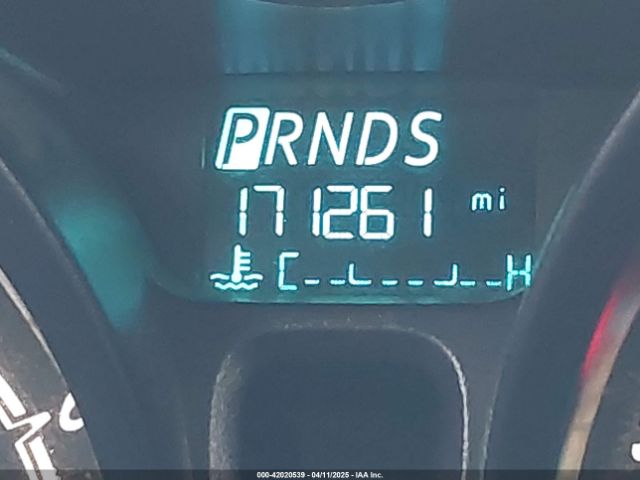 PRNDS
171261 mi
C H
000-42020539 - 04/11/2025 - IAA Inc.